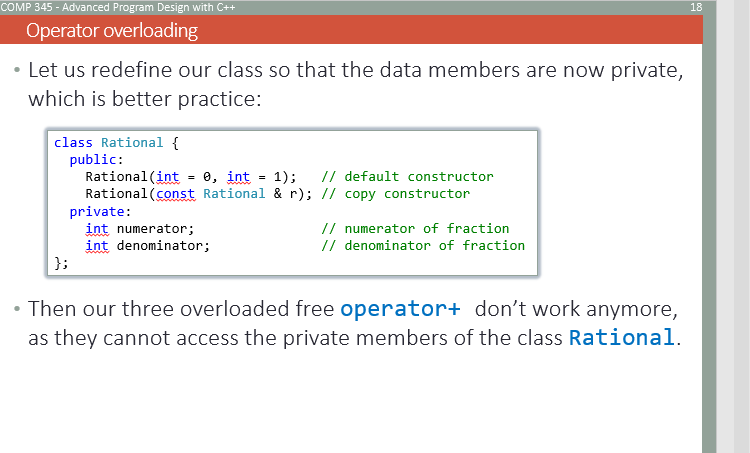 COMP 345 - Advanced Program Design with C++ 18
Operator overloading
• Let us redefine our class so that the data members are now private,
which is better practice:
class Rational {
public:
Rational(int = 0, int = 1); // default constructor
Rational(const Rational & r); // copy constructor
private:
int numerator; // numerator of fraction
int denominator; // denominator of fraction
};
• Then our three overloaded free operator+ don’t work anymore,
as they cannot access the private members of the class Rational.